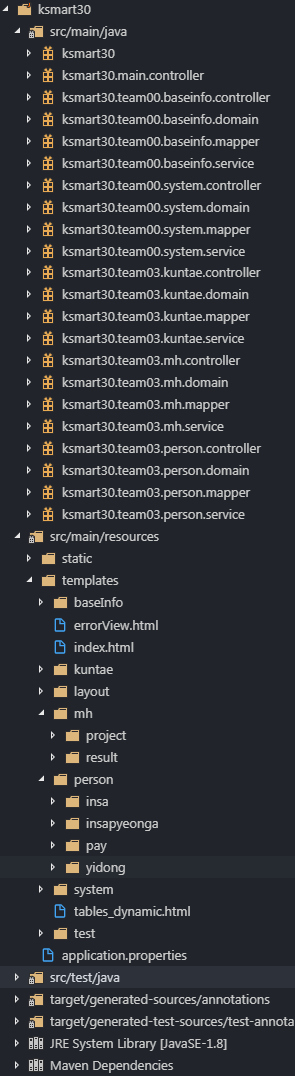 ksmart30
src/main/java
ksmart30
ksmart30.main.controller
ksmart30.team00.baseinfo.controller
ksmart30.team00.baseinfo.domain
ksmart30.team00.baseinfo.mapper
ksmart30.team00.baseinfo.service
ksmart30.team00.system.controller
ksmart30.team00.system.domain
ksmart30.team00.system.mapper
ksmart30.team00.system.service
ksmart30.team03.kuntae.controller
ksmart30.team03.kuntae.domain
ksmart30.team03.kuntae.mapper
ksmart30.team03.kuntae.service
ksmart30.team03.mh.controller
ksmart30.team03.mh.domain
ksmart30.team03.mh.mapper
ksmart30.team03.mh.service
ksmart30.team03.person.controller
ksmart30.team03.person.domain
ksmart30.team03.person.mapper
ksmart30.team03.person.service
src/main/resources
static
templates
baseInfo
errorView.html
index.html
kuntae
layout
mh
project
result
person
insa
insapyeonga
pay
yidong
system
tables_dynamic.html
test
application.properties
src/test/java
target/generated-sources/annotations
target/generated-test-sources/test-annota
JRE System Library [JavaSE-1.8]
Maven Dependencies